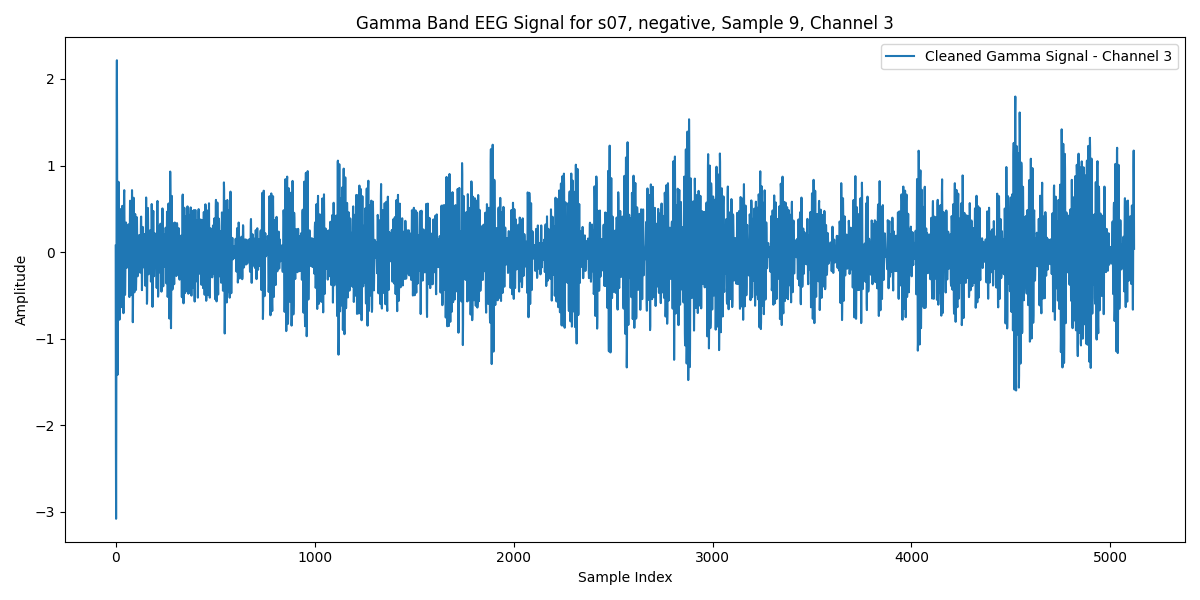 Gamma Band EEG Signal for s07, negative, Sample 9, Channel 3
Cleaned Gamma Signal - Channel 3
Amplitude
2
1
0
−1
−2
−3
0 1000 2000 3000 4000 5000
Sample Index